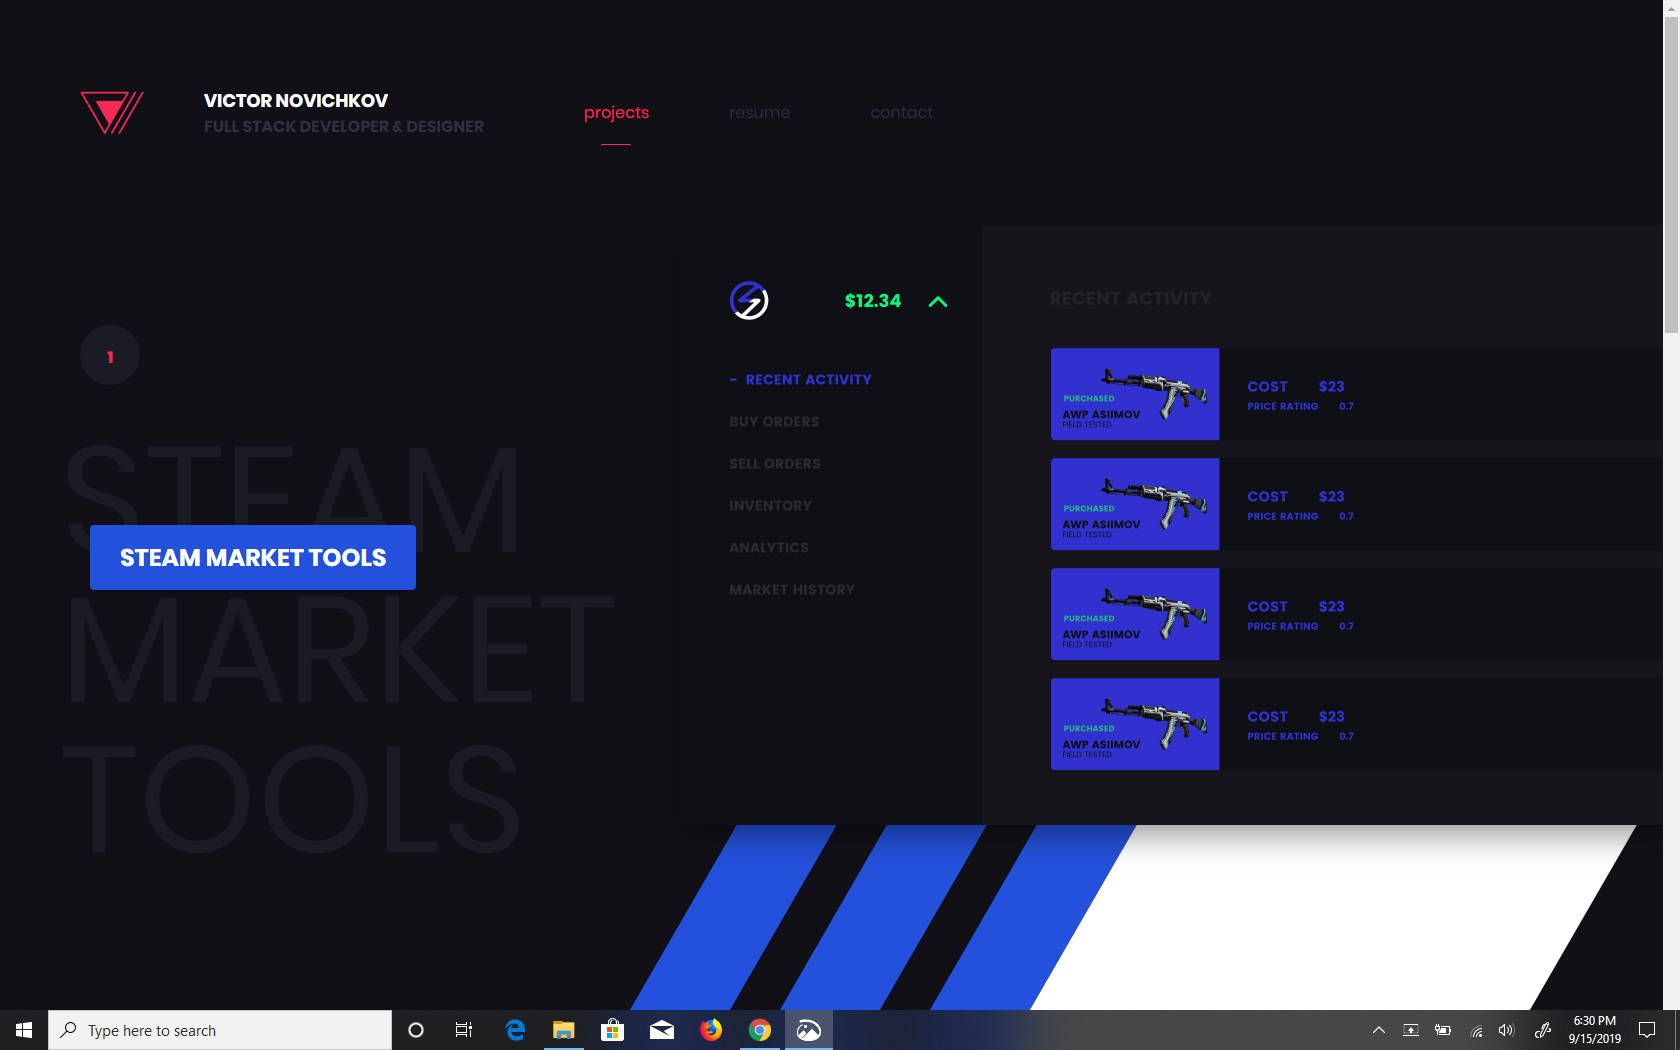 VICTOR NOVICHKOV
FULL STACK DEVELOPER & DESIGNER
projects
resume
contact
1
STEAM
MARKET
TOOLS
STEAM MARKET TOOLS
$12.34
- RECENT ACTIVITY
BUY ORDERS
SELL ORDERS
INVENTORY
ANALYTICS
MARKET HISTORY
RECENT ACTIVITY
PURCHASED
AWP ASIIMOV
FIELD TESTED
COST $23
PRICE RATING 0.7
PURCHASED
AWP ASIIMOV
FIELD TESTED
COST $23
PRICE RATING 0.7
PURCHASED
AWP ASIIMOV
FIELD TESTED
COST $23
PRICE RATING 0.7
PURCHASED
AWP ASIIMOV
FIELD TESTED
COST $23
PRICE RATING 0.7
Type here to search
6:30 PM
9/15/2019